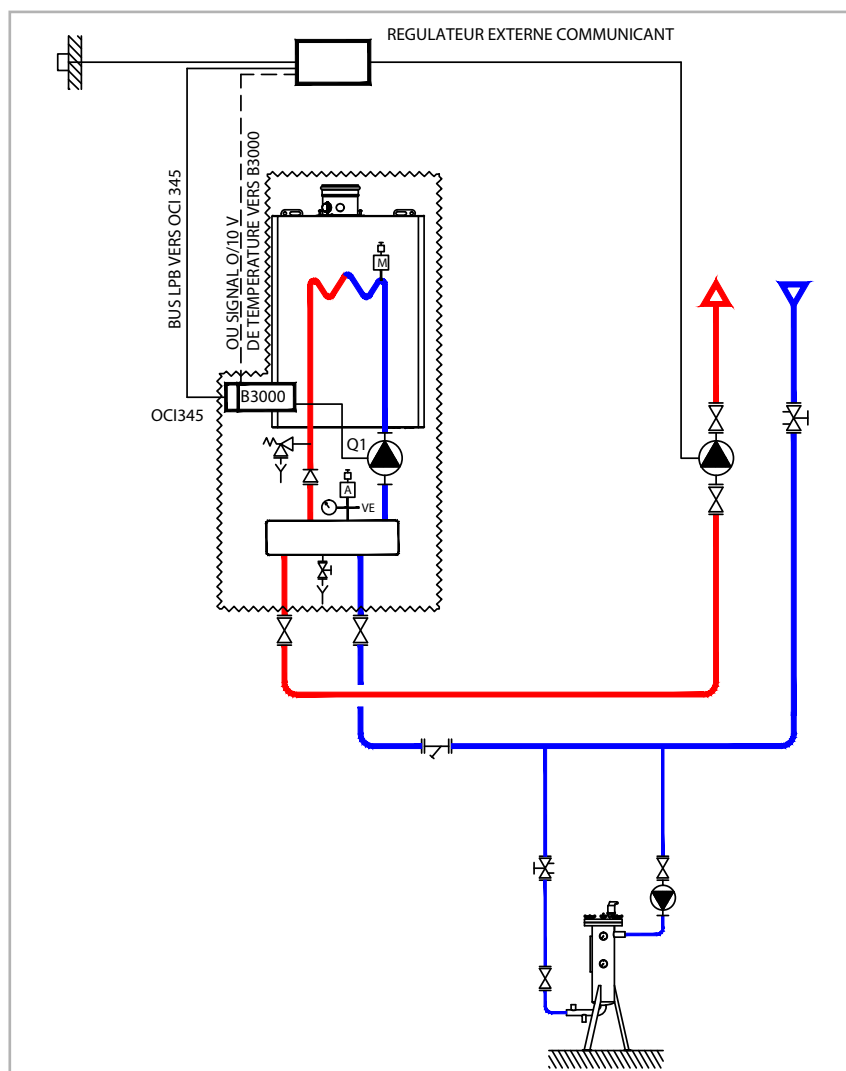 REGULATEUR EXTERNE COMMUNICANT
BUS LPB VERS OCI 345
OU SIGNAL O/10 V
DE TEMPERATURE VERS B3000
M
B3000
OCI345
Q1
A
VE